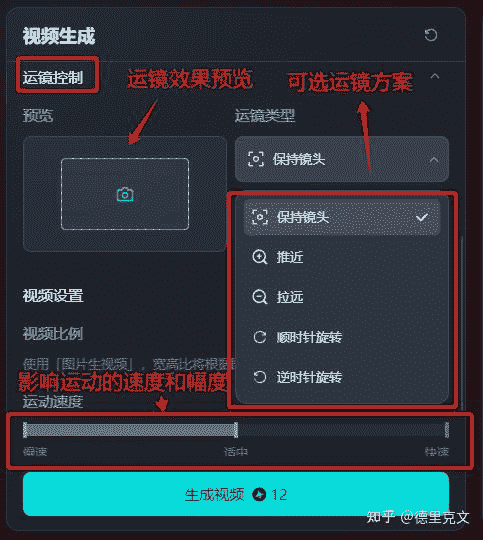 视频生成
运镜控制
运镜效果预览
可选运镜方案
预览
运镜类型
保持镜头
保持镜头
推近
拉远
顺时针旋转
逆时针旋转
视频设置
视频比例
使用「图片生视频」，宽高比将根据
影响运动的速度和幅度
运动速度
慢速
适中
快速
生成视频 12
知乎 @德里克文